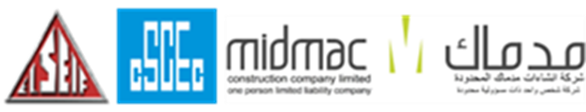 CSCEC
midmac
construction company limited
one person limited liability company
مدماك
شركة انشاءات مدماك المحدودة
شركة شخص واحد ذات مسؤولية محدودة